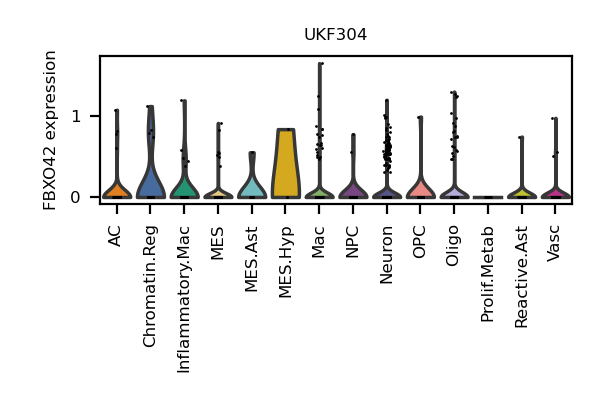 UKF304
FBXO42 expression
1
0
AC
Chromatin.Reg
Inflammatory.Mac
MES
MES.Ast
MES.Hyp
Mac
NPC
Neuron
OPC
Oligo
Prolif.Metab
Reactive.Ast
Vasc